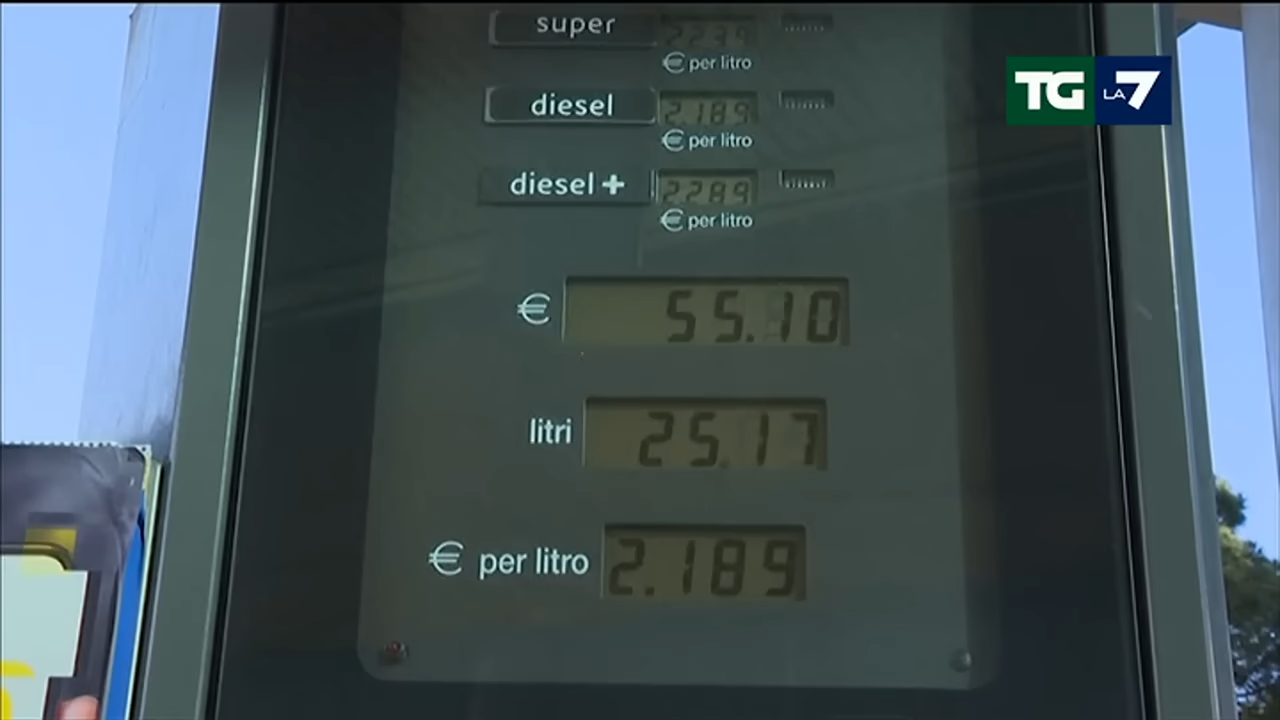 super 2.239
€ per litro
TG LA7
diesel 2.189
€ per litro
diesel + 2.289
€ per litro
€ 55.10
litri 25.17
€ per litro 2.189